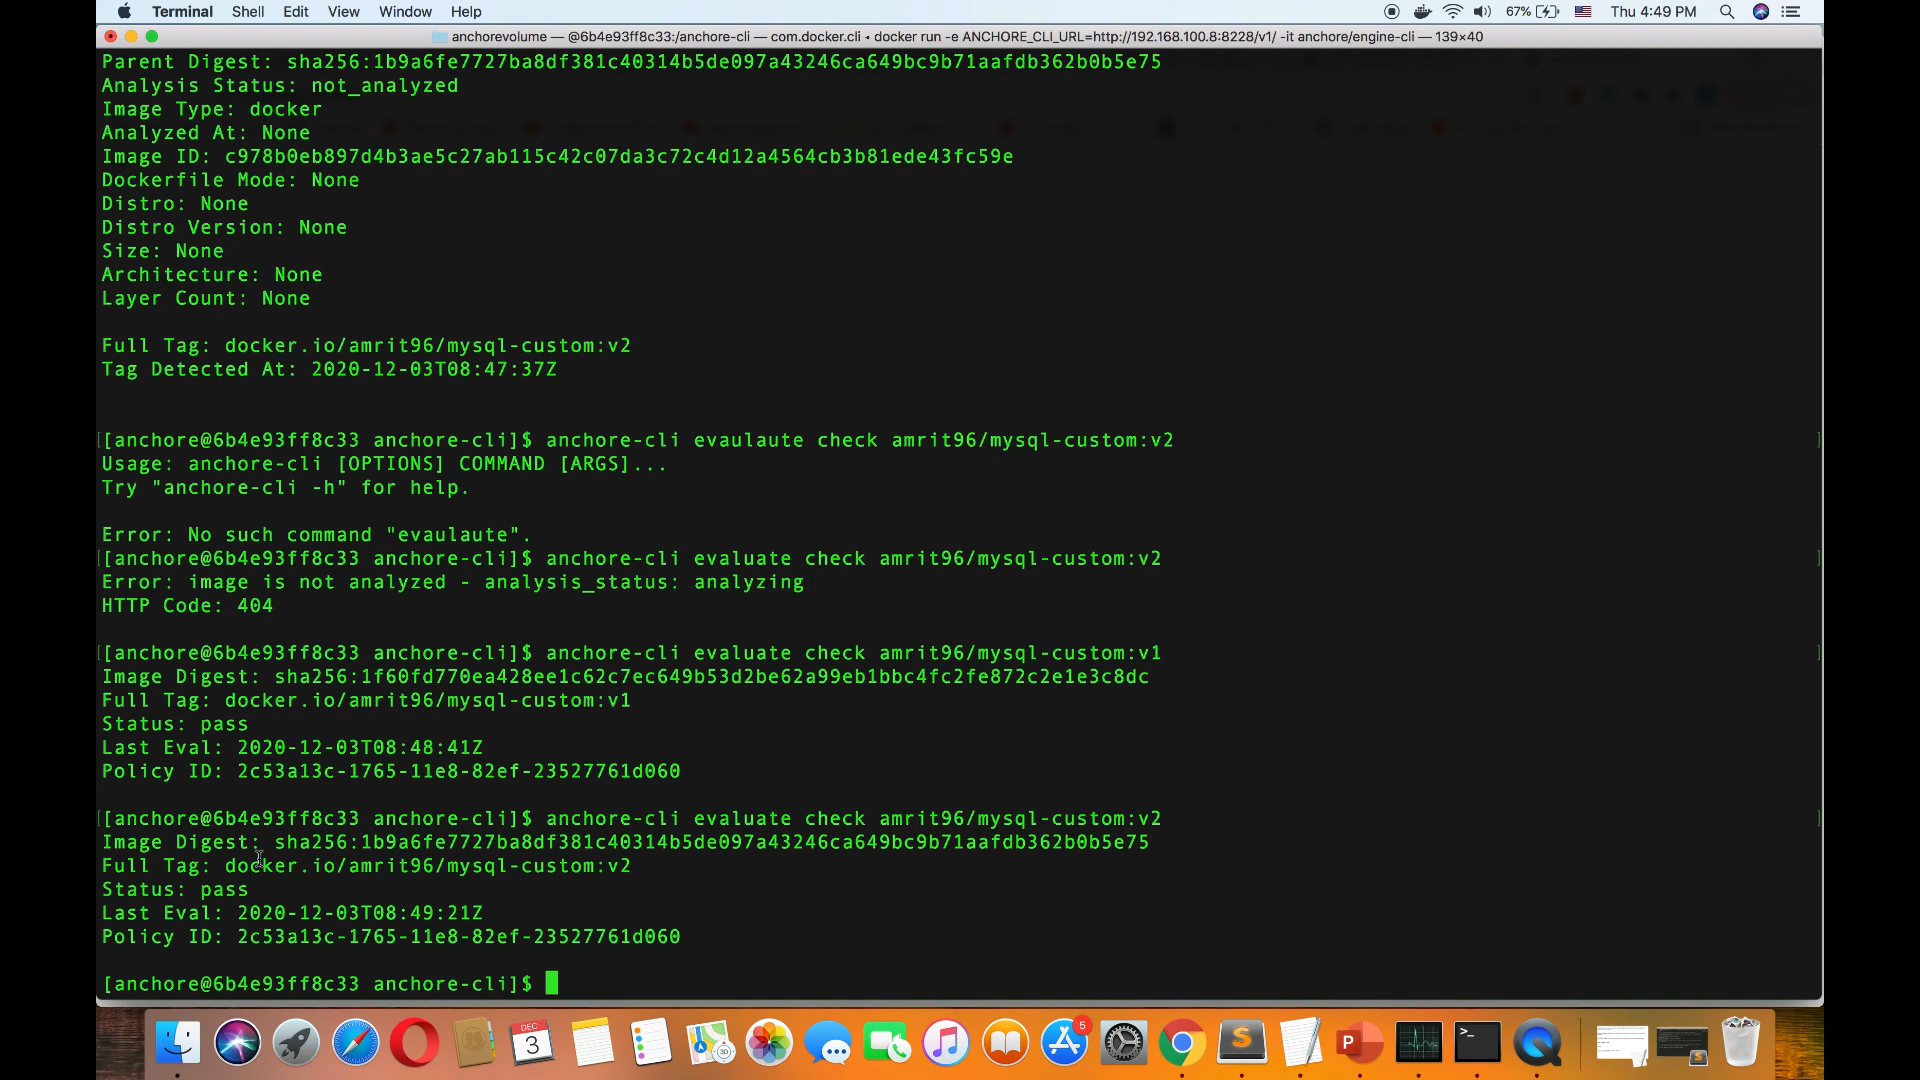 Terminal Shell Edit View Window Help 67% Thu 4:49 PM
anchorevolume — @6b4e93ff8c33:/anchore-cli — com.docker.cli • docker run -e ANCHORE_CLI_URL=http://192.168.100.8:8228/v1/ -it anchore/engine-cli — 139×40
Parent Digest: sha256:1b9a6fe7727ba8df381c40314b5de097a43246ca649bc9b71aafdb362b0b5e75
Analysis Status: not_analyzed
Image Type: docker
Analyzed At: None
Image ID: c978b0eb897d4b3ae5c27ab115c42c07da3c72c4d12a4564cb3b81ede43fc59e
Dockerfile Mode: None
Distro: None
Distro Version: None
Size: None
Architecture: None
Layer Count: None
Full Tag: docker.io/amrit96/mysql-custom:v2
Tag Detected At: 2020-12-03T08:47:37Z
[[anchore@6b4e93ff8c33 anchore-cli]$ anchore-cli evaulaute check amrit96/mysql-custom:v2 ]
Usage: anchore-cli [OPTIONS] COMMAND [ARGS]...
Try "anchore-cli -h" for help.
Error: No such command "evaulaute".
[[anchore@6b4e93ff8c33 anchore-cli]$ anchore-cli evaluate check amrit96/mysql-custom:v2 ]
Error: image is not analyzed - analysis_status: analyzing
HTTP Code: 404
[[anchore@6b4e93ff8c33 anchore-cli]$ anchore-cli evaluate check amrit96/mysql-custom:v1 ]
Image Digest: sha256:1f60fd770ea428ee1c62c7ec649b53d2be62a99eb1bbc4fc2fe872c2e1e3c8dc
Full Tag: docker.io/amrit96/mysql-custom:v1
Status: pass
Last Eval: 2020-12-03T08:48:41Z
Policy ID: 2c53a13c-1765-11e8-82ef-23527761d060
[[anchore@6b4e93ff8c33 anchore-cli]$ anchore-cli evaluate check amrit96/mysql-custom:v2 ]
Image Digest: sha256:1b9a6fe7727ba8df381c40314b5de097a43246ca649bc9b71aafdb362b0b5e75
Full Tag: docker.io/amrit96/mysql-custom:v2
Status: pass
Last Eval: 2020-12-03T08:49:21Z
Policy ID: 2c53a13c-1765-11e8-82ef-23527761d060
[anchore@6b4e93ff8c33 anchore-cli]$
DEC
3
3D
5
S
P
>_
S